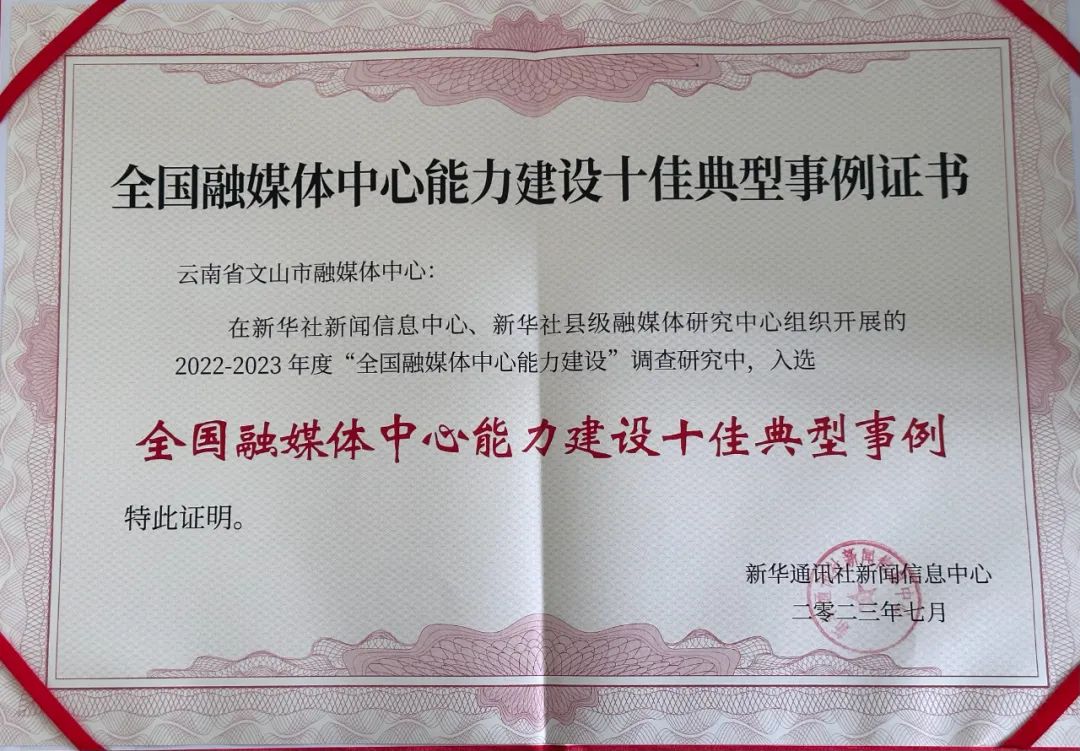 全国融媒体中心能力建设十佳典型事例证书
云南省文山市融媒体中心：
在新华社新闻信息中心、新华社县级融媒体研究中心组织开展的
2022-2023年度“全国融媒体中心能力建设”调查研究中，入选
全国融媒体中心能力建设十佳典型事例
特此证明。
新华通讯社新闻信息中心
二零二三年七月